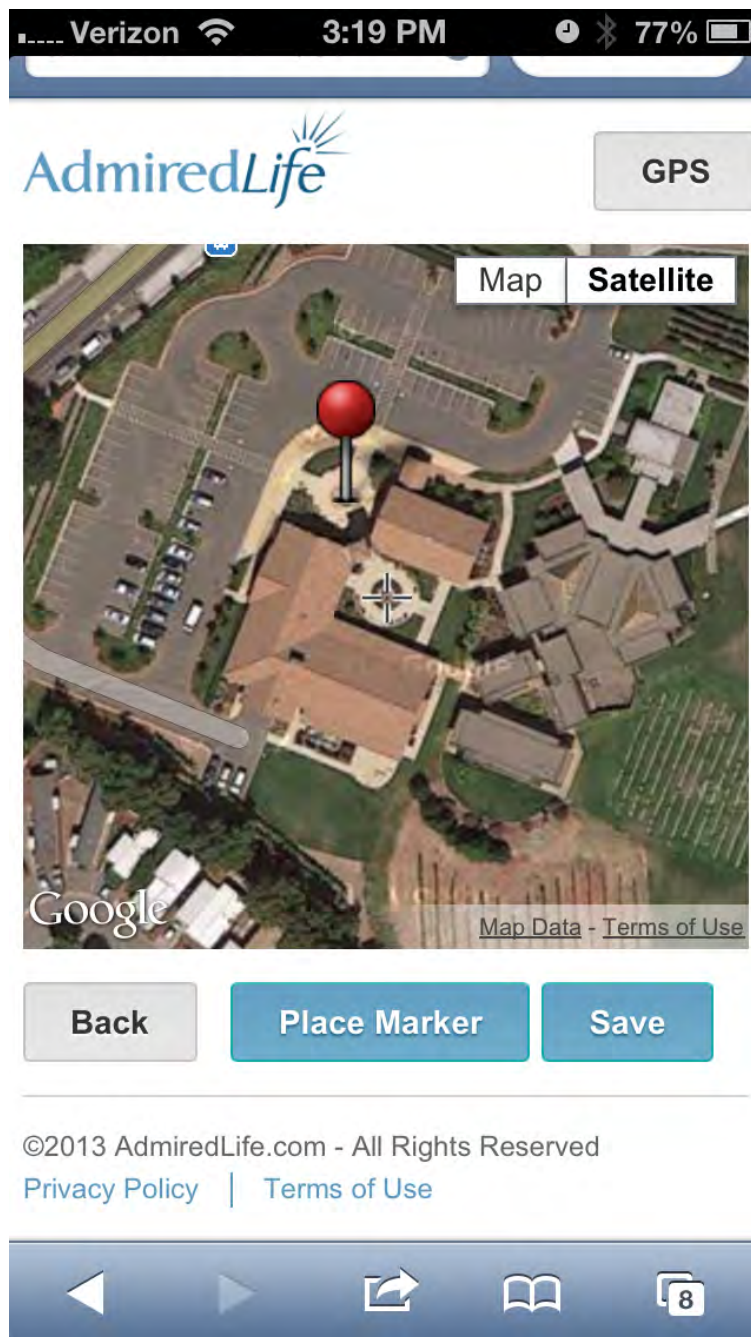 Verizon 3:19 PM 77%
AdmiredLife
GPS
Map Satellite
Google
Map Data - Terms of Use
Back Place Marker Save
©2013 AdmiredLife.com - All Rights Reserved
Privacy Policy | Terms of Use
8